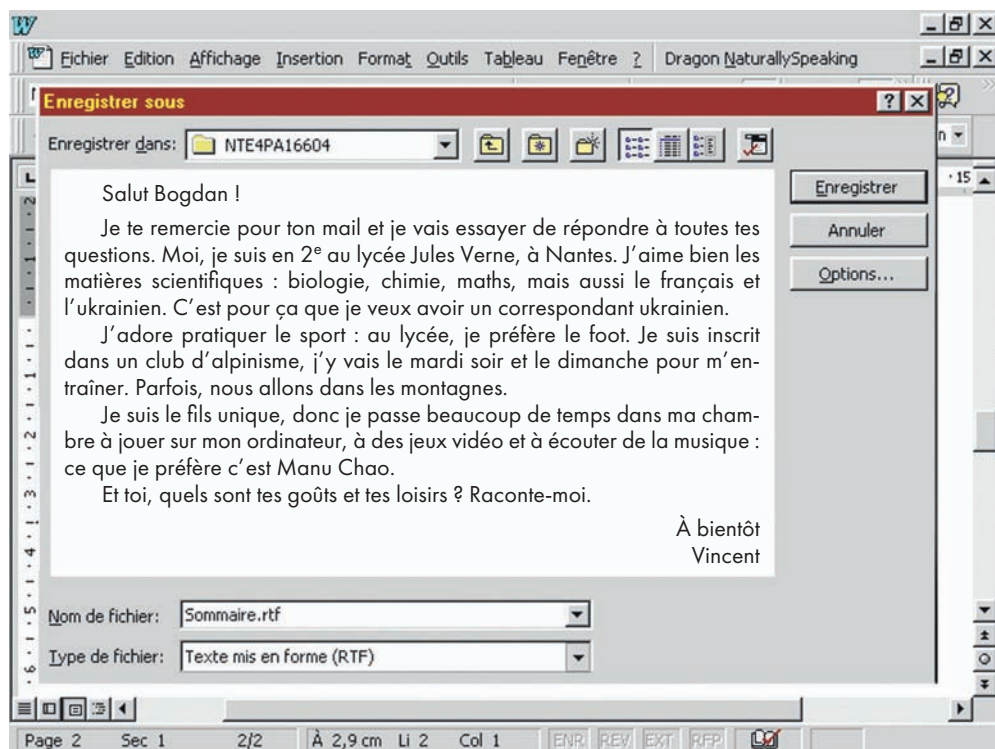 W
Fichier Edition Affichage Insertion Format Outils Tableau Fenêtre ? Dragon NaturallySpeaking
Enregistrer sous
Enregistrer dans: NTE4PA16604
Salut Bogdan !
Je te remercie pour ton mail et je vais essayer de répondre à toutes tes
questions. Moi, je suis en 2e au lycée Jules Verne, à Nantes. J'aime bien les
matières scientifiques : biologie, chimie, maths, mais aussi le français et
l'ukrainien. C'est pour ça que je veux avoir un correspondant ukrainien.
J'adore pratiquer le sport : au lycée, je préfère le foot. Je suis inscrit
dans un club d'alpinisme, j'y vais le mardi soir et le dimanche pour m'en-
traîner. Parfois, nous allons dans les montagnes.
Je suis le fils unique, donc je passe beaucoup de temps dans ma cham-
bre à jouer sur mon ordinateur, à des jeux vidéo et à écouter de la musique :
ce que je préfère c'est Manu Chao.
Et toi, quels sont tes goûts et tes loisirs ? Raconte-moi.
À bientôt
Vincent
Enregistrer
Annuler
Options...
15
Nom de fichier: Sommaire.rtf
Type de fichier: Texte mis en forme (RTF)
Page 2 Sec 1 2/2 À 2,9 cm Li 2 Col 1 ENR REV EXT RFP